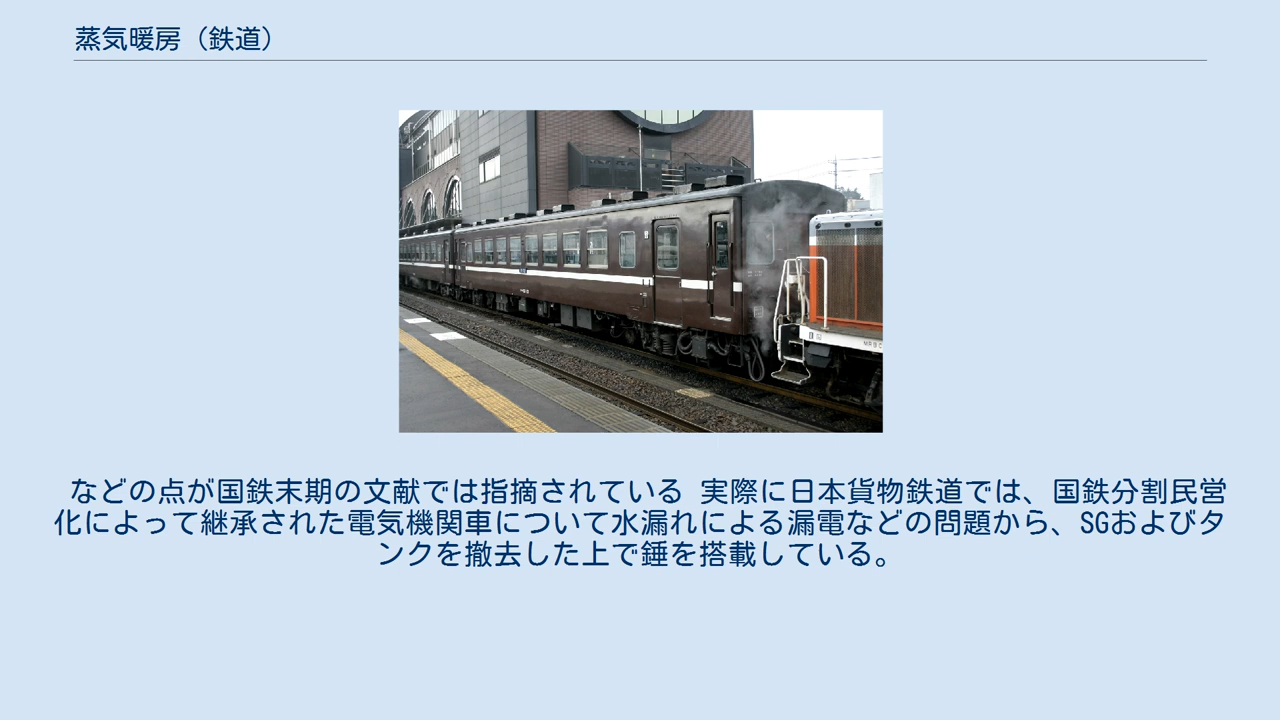 蒸気暖房（鉄道）
などの点が国鉄末期の文献では指摘されている 実際に日本貨物鉄道では、国鉄分割民営
化によって継承された電気機関車について水漏れによる漏電などの問題から、SGおよびタ
ンクを撤去した上で錘を搭載している。